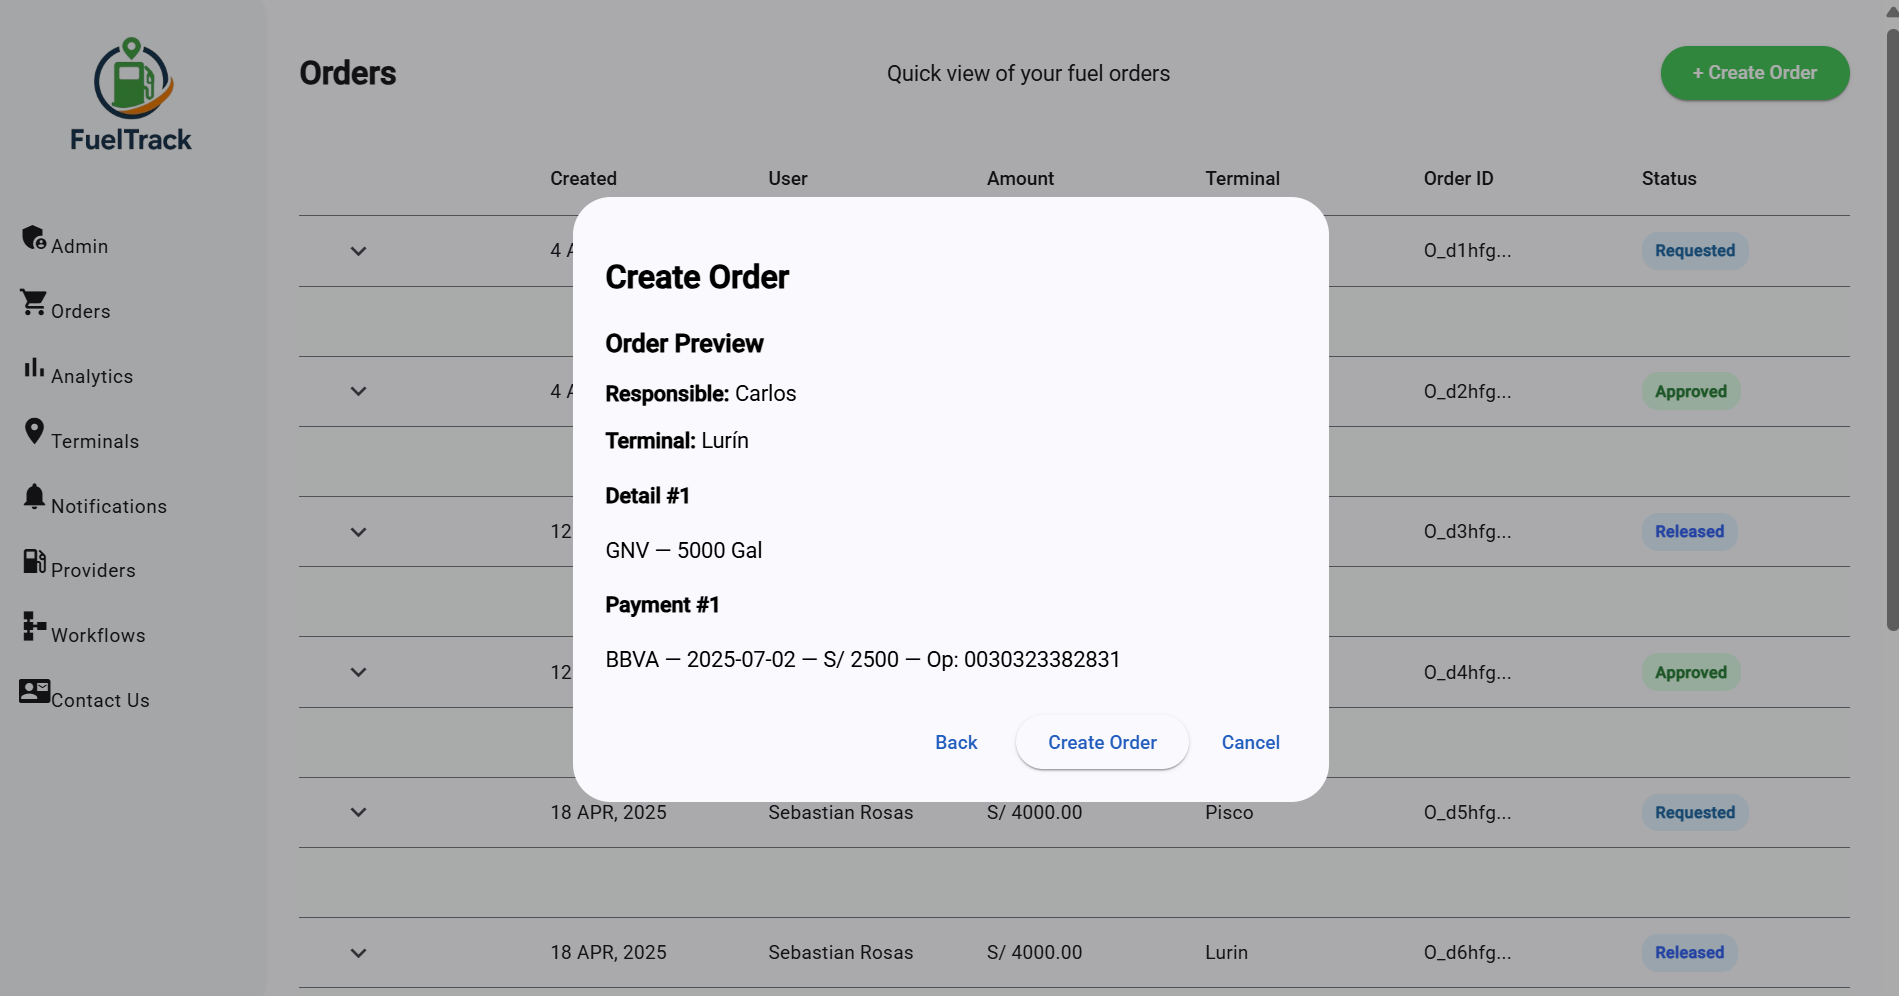 FuelTrack
Admin
Orders
Analytics
Terminals
Notifications
Providers
Workflows
Contact Us
Orders
Quick view of your fuel orders
+ Create Order
Created User Amount Terminal Order ID Status
4 O_d1hfg... Requested
4 O_d2hfg... Approved
12 O_d3hfg... Released
12 O_d4hfg... Approved
18 APR, 2025 Sebastian Rosas S/ 4000.00 Pisco O_d5hfg... Requested
18 APR, 2025 Sebastian Rosas S/ 4000.00 Lurin O_d6hfg... Released
Create Order
Order Preview
Responsible: Carlos
Terminal: Lurín
Detail #1
GNV — 5000 Gal
Payment #1
BBVA — 2025-07-02 — S/ 2500 — Op: 0030323382831
Back Create Order Cancel